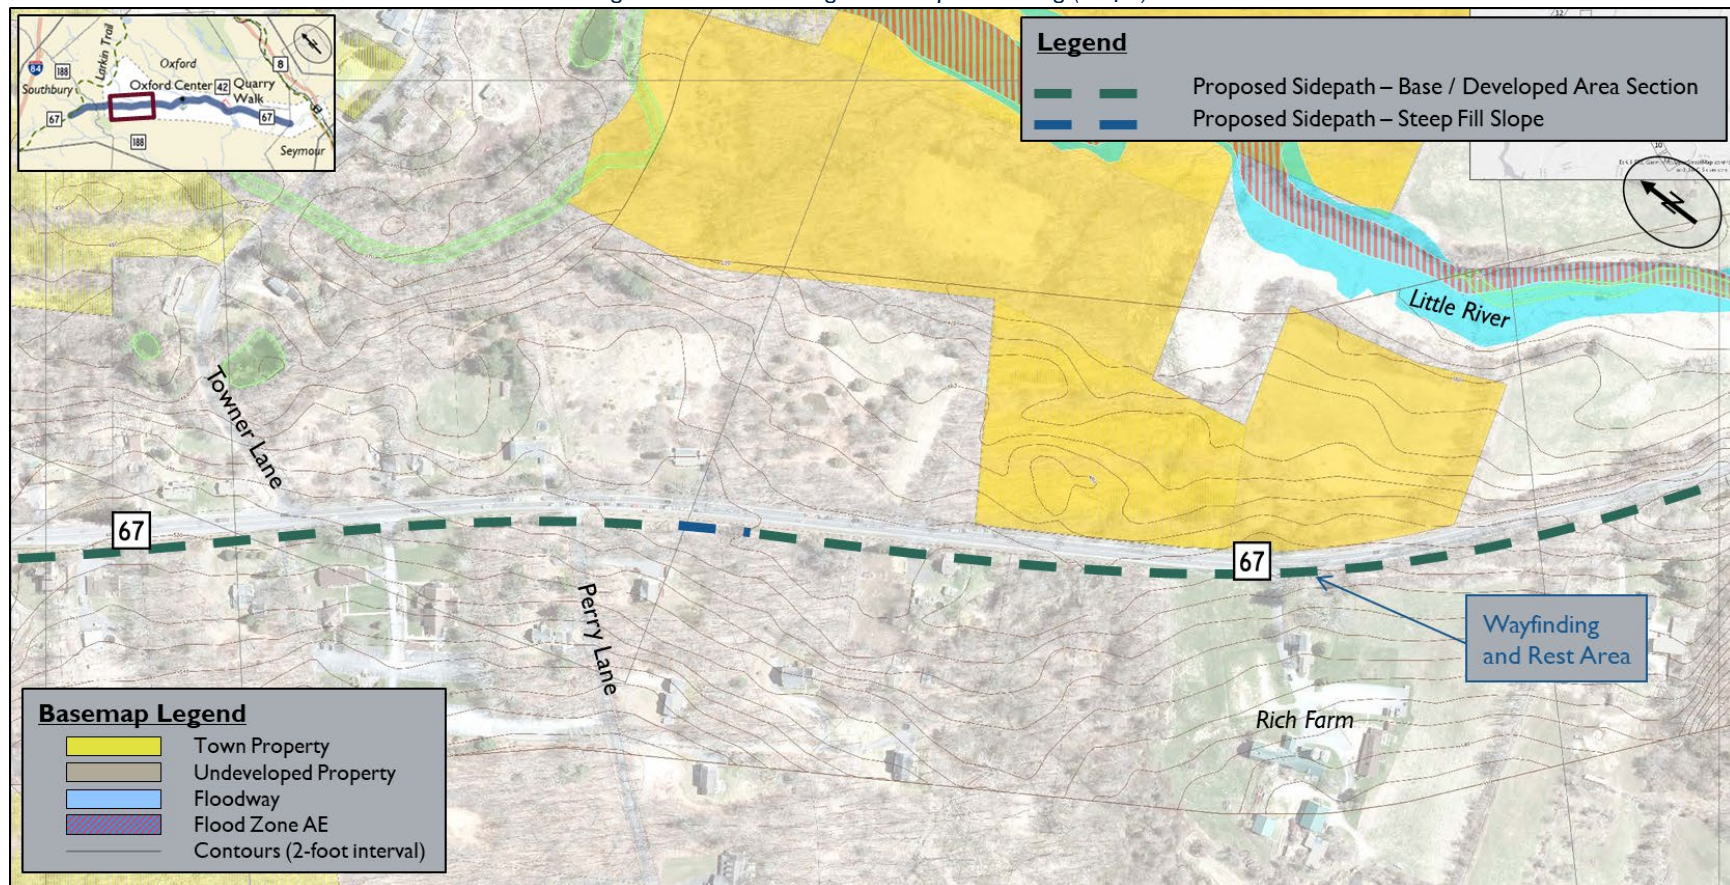 Legend
Proposed Sidepath – Base / Developed Area Section
Proposed Sidepath – Steep Fill Slope
84
188
Larkin Trail
Oxford
8
Southbury
Oxford Center
42
Quarry
Walk
67
67
188
Seymour
N
Little River
Towner Lane
67
67
Perry Lane
Wayfinding
and Rest Area
Rich Farm
Basemap Legend
Town Property
Undeveloped Property
Floodway
Flood Zone AE
Contours (2-foot interval)